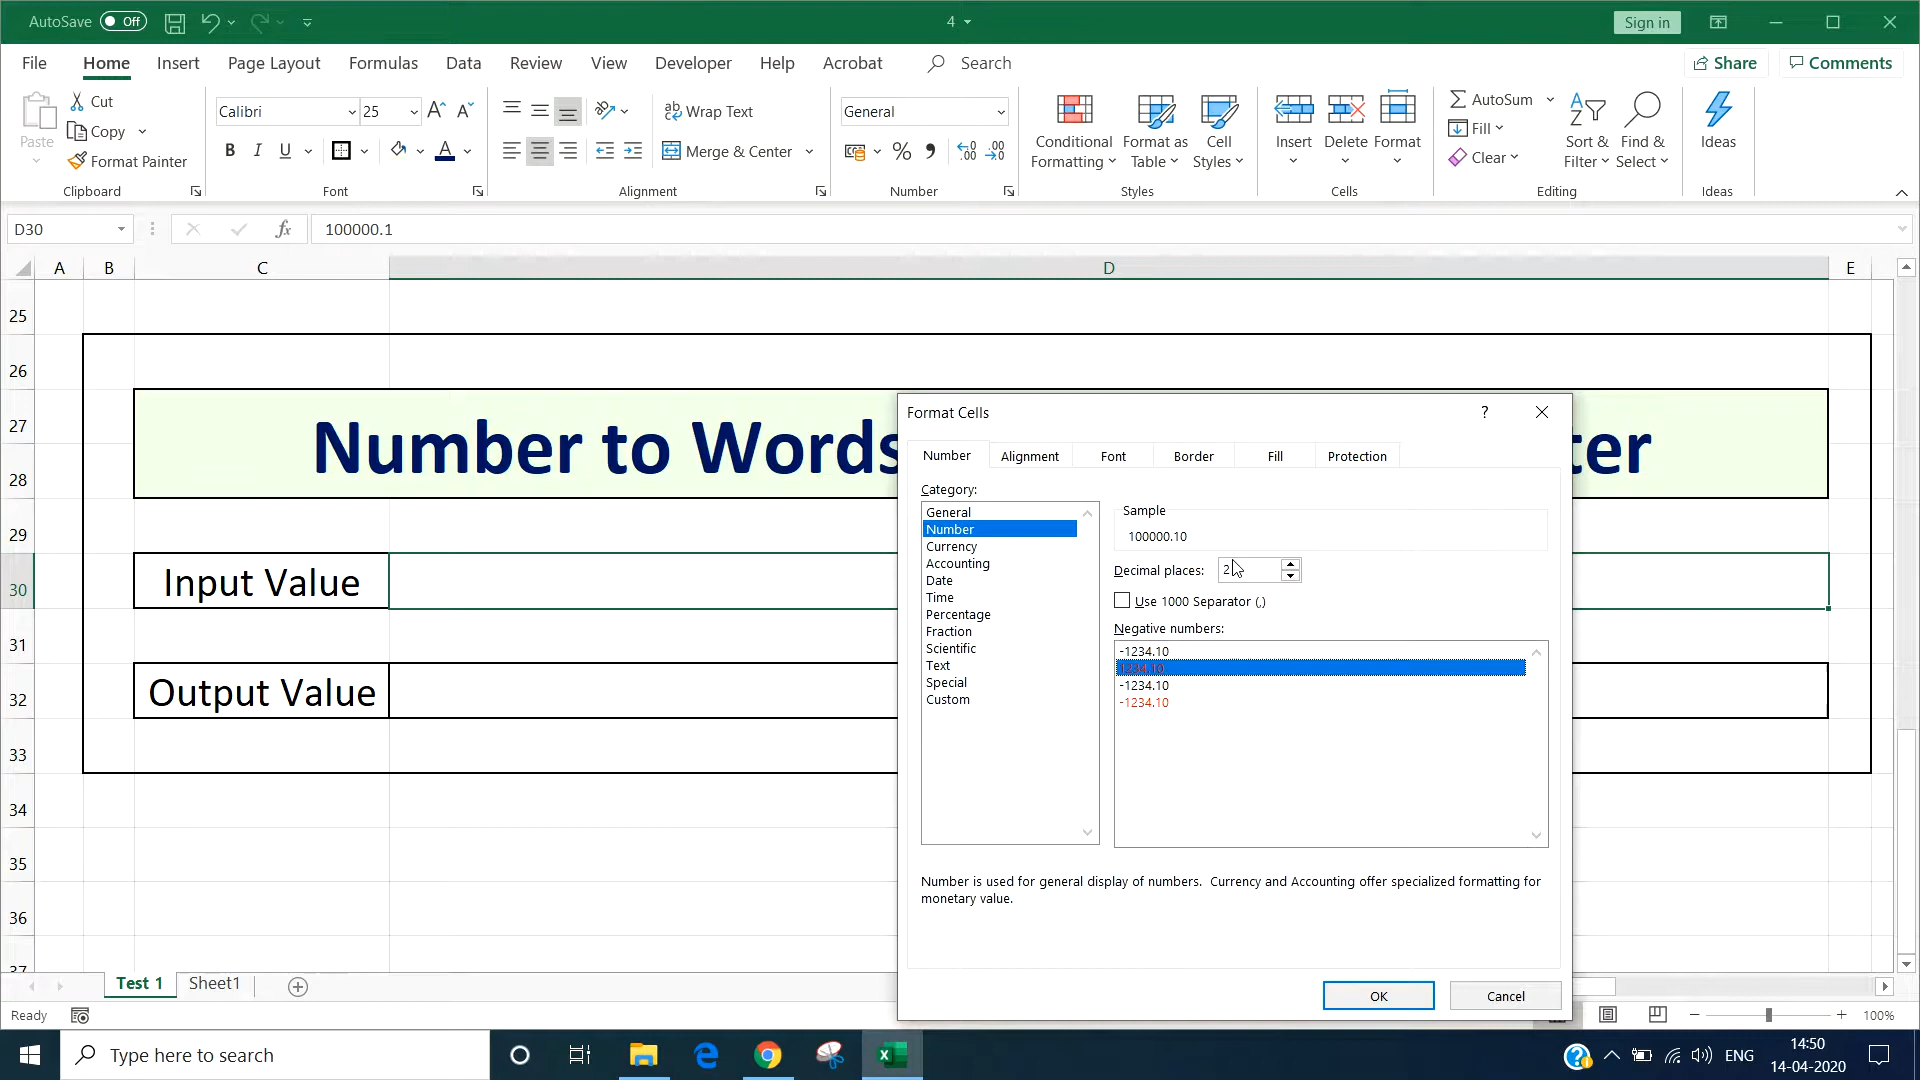 AutoSave Off
4
Sign in
File Home Insert Page Layout Formulas Data Review View Developer Help Acrobat Search Share Comments
Paste
Cut
Copy
Format Painter
Clipboard
Calibri 25
B I U
Font
Wrap Text
Merge & Center
Alignment
General
Number
Conditional Formatting
Format as Table
Cell Styles
Styles
Insert Delete Format
Cells
AutoSum
Fill
Clear
Sort & Filter
Find & Select
Editing
Ideas
Ideas
D30 fx 100000.1
A B C D E
25
26
27
28
29
30
31
32
33
34
35
36
37
Number to Words
ter
Input Value
Output Value
Format Cells ?
Number Alignment Font Border Fill Protection
Category:
General
Number
Currency
Accounting
Date
Time
Percentage
Fraction
Scientific
Text
Special
Custom
Sample
100000.10
Decimal places: 2
Use 1000 Separator (,)
Negative numbers:
-1234.10
1234.10
-1234.10
-1234.10
Number is used for general display of numbers. Currency and Accounting offer specialized formatting for
monetary value.
OK Cancel
Test 1 Sheet1
Ready
100%
Type here to search
ENG
14:50
14-04-2020